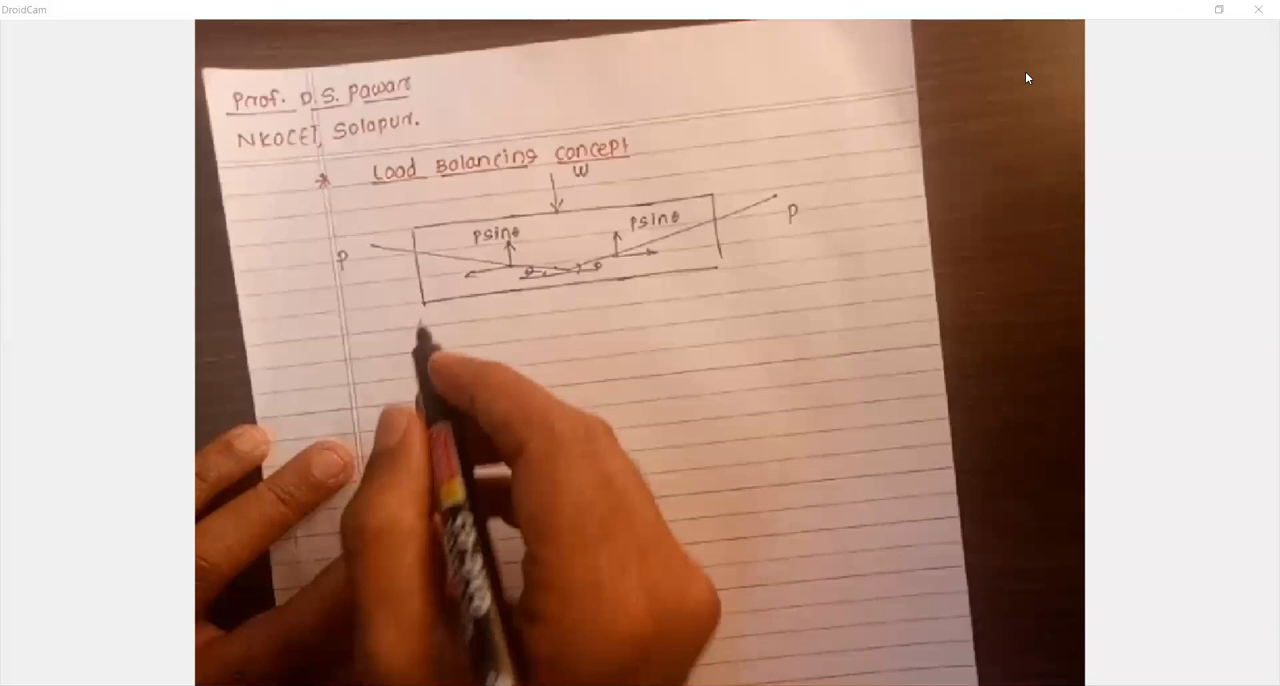 DroidCam
Prof. D.S. Pawar
NKOCET, Solapur.
* Load Balancing Concept
W
Psinθ
Psinθ
P
P
θ
θ